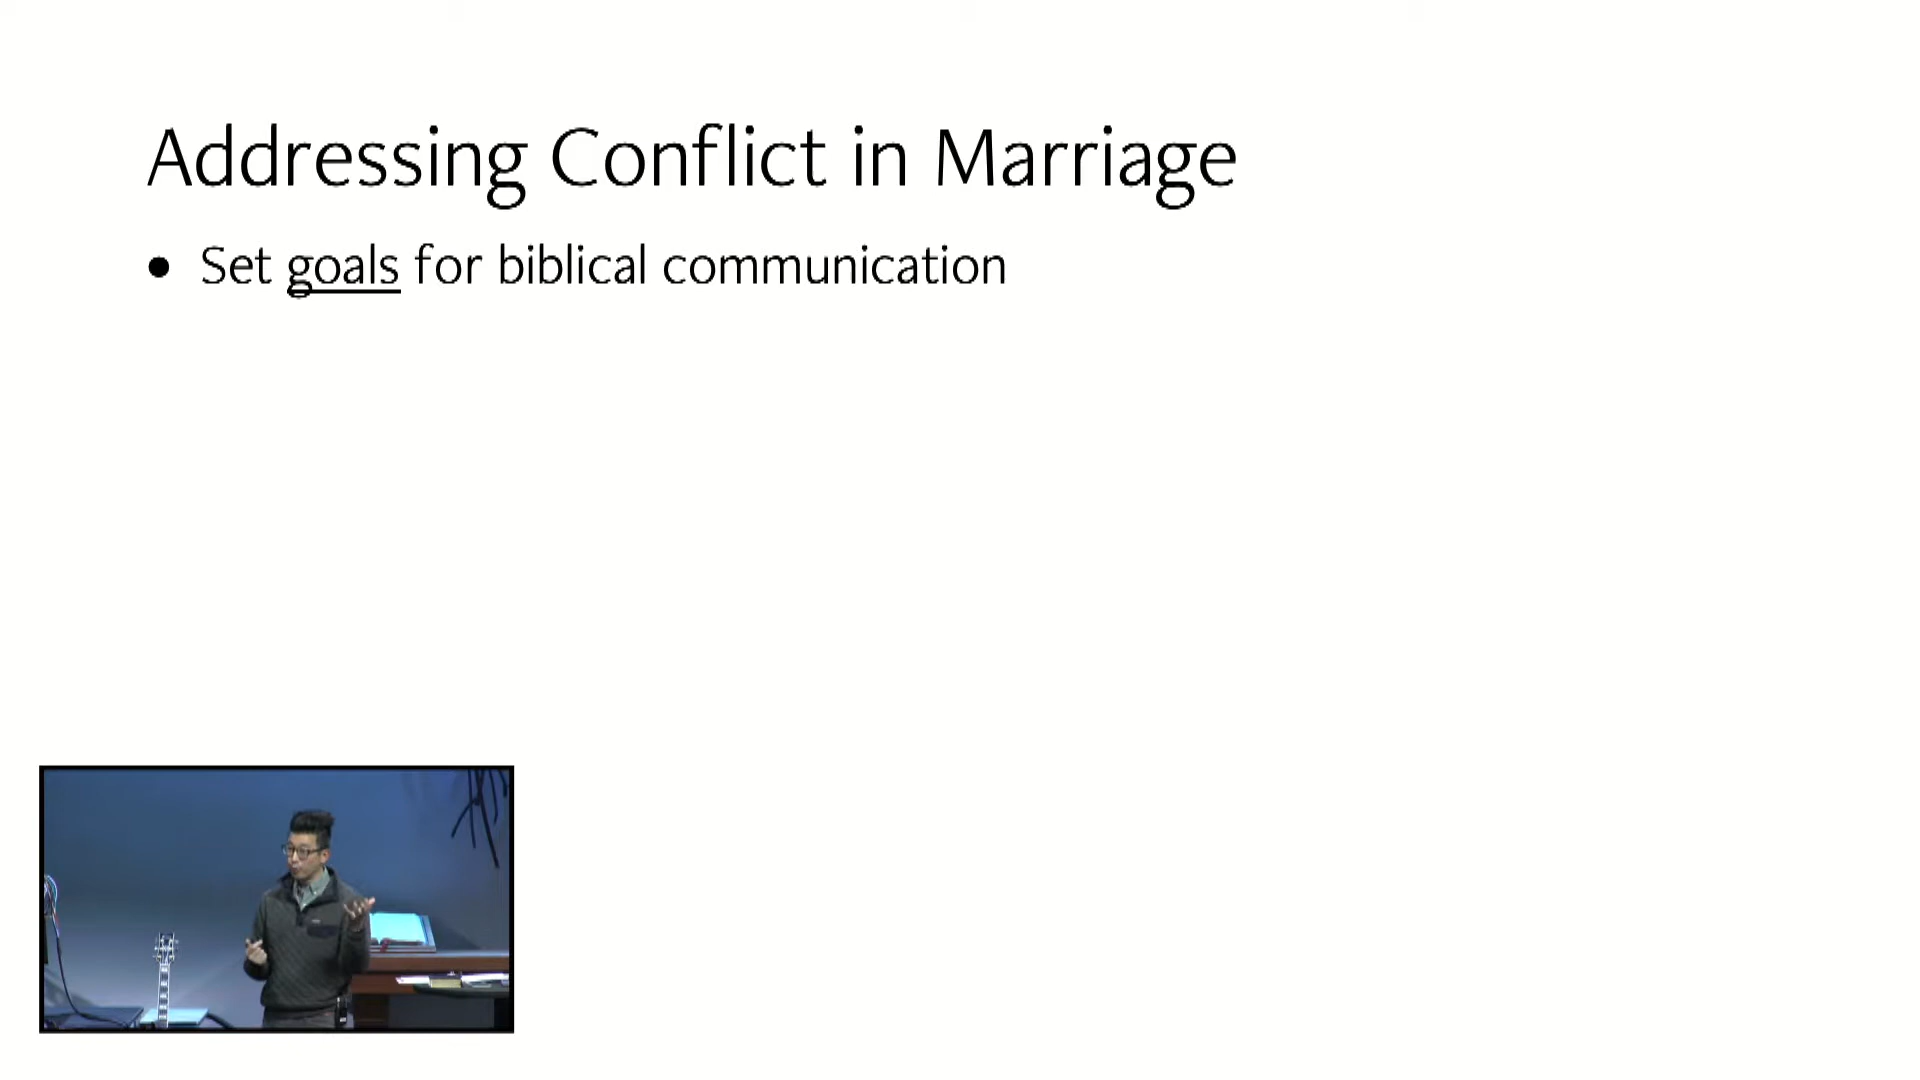 Addressing Conflict in Marriage
• Set goals for biblical communication